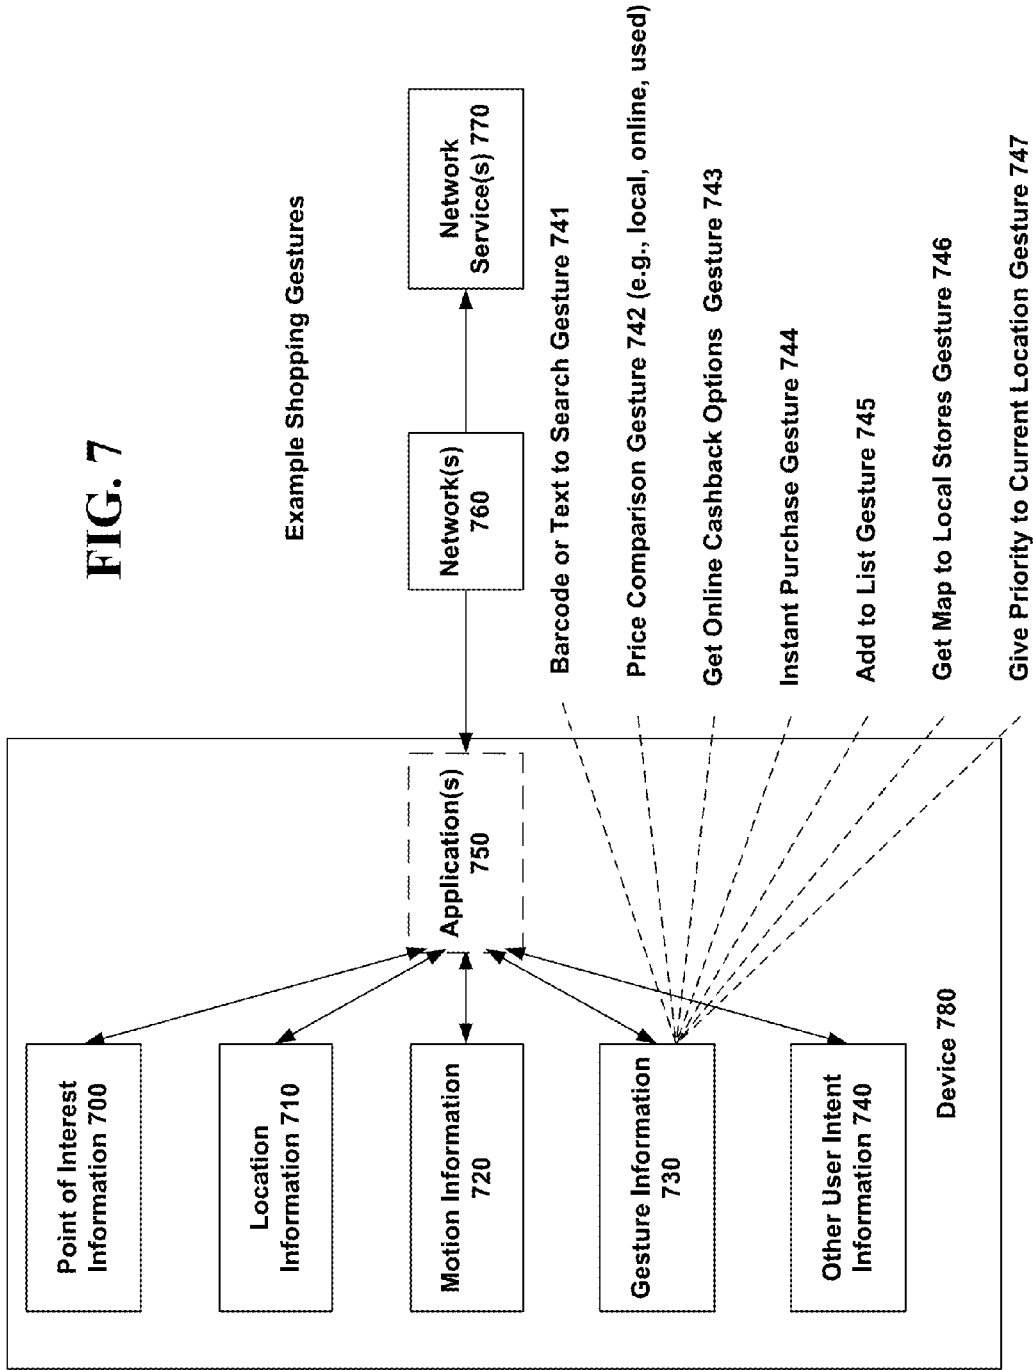 FIG. 7
Example Shopping Gestures
Point of Interest
Information 700
Location
Information 710
Motion Information
720
Gesture Information
730
Other User Intent
Information 740
Device 780
Application(s)
750
Network(s)
760
Network
Service(s) 770
Barcode or Text to Search Gesture 741
Price Comparison Gesture 742 (e.g., local, online, used)
Get Online Cashback Options Gesture 743
Instant Purchase Gesture 744
Add to List Gesture 745
Get Map to Local Stores Gesture 746
Give Priority to Current Location Gesture 747